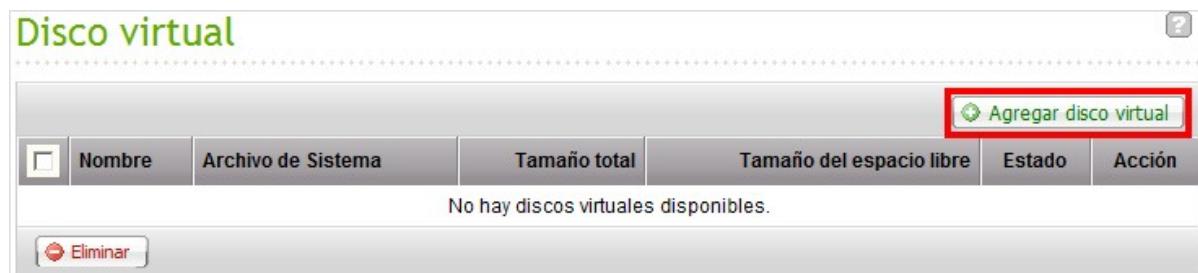 Disco virtual
?
Agregar disco virtual
Nombre Archivo de Sistema Tamaño total Tamaño del espacio libre Estado Acción
No hay discos virtuales disponibles.
Eliminar